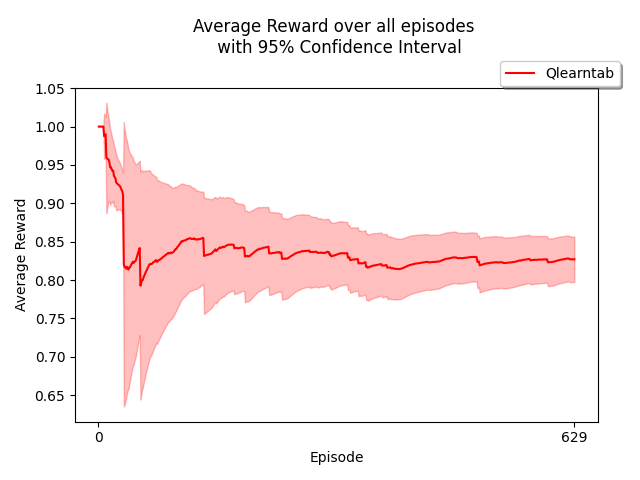 Average Reward over all episodes
with 95% Confidence Interval
Qlearntab
1.05
1.00
0.95
0.90
0.85
0.80
0.75
0.70
0.65
Average Reward
0
629
Episode